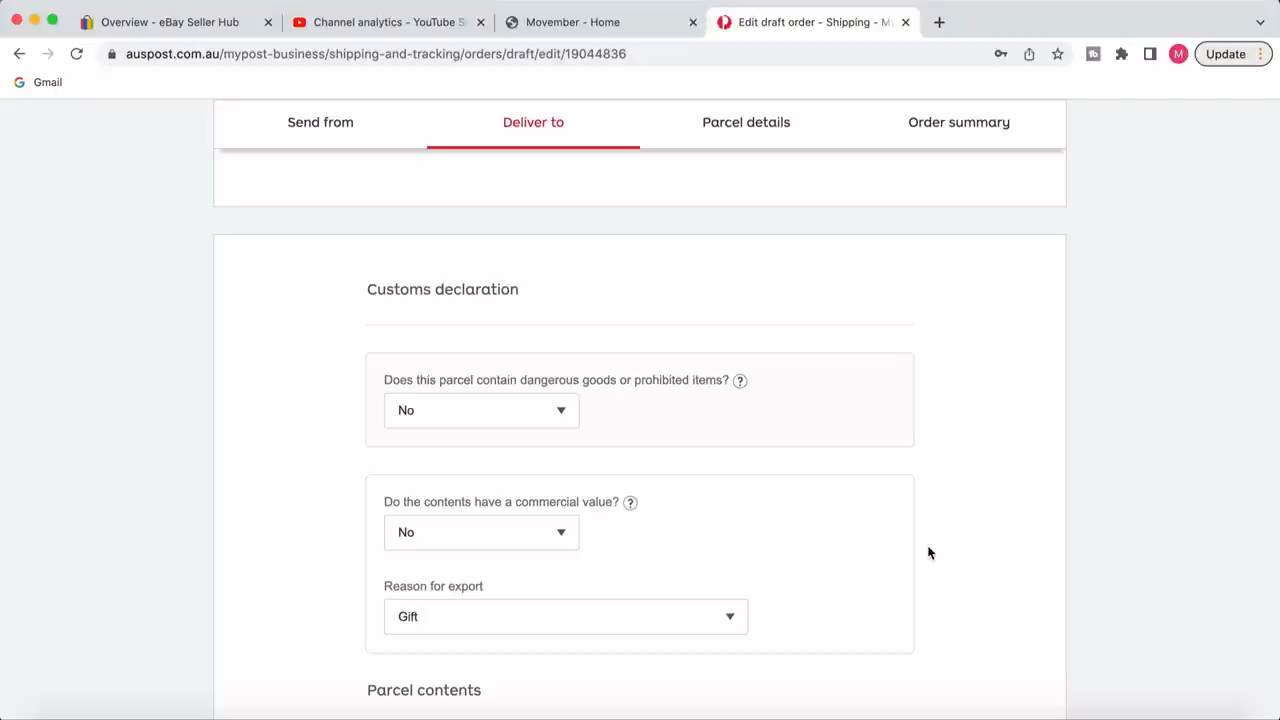 Overview - eBay Seller Hub
Channel analytics - YouTube S
Movember - Home
Edit draft order - Shipping - M
auspost.com.au/mypost-business/shipping-and-tracking/orders/draft/edit/19044836
tb
M
Update
Gmail
Send from
Deliver to
Parcel details
Order summary
Customs declaration
Does this parcel contain dangerous goods or prohibited items? ?
No
Do the contents have a commercial value? ?
No
Reason for export
Gift
Parcel contents